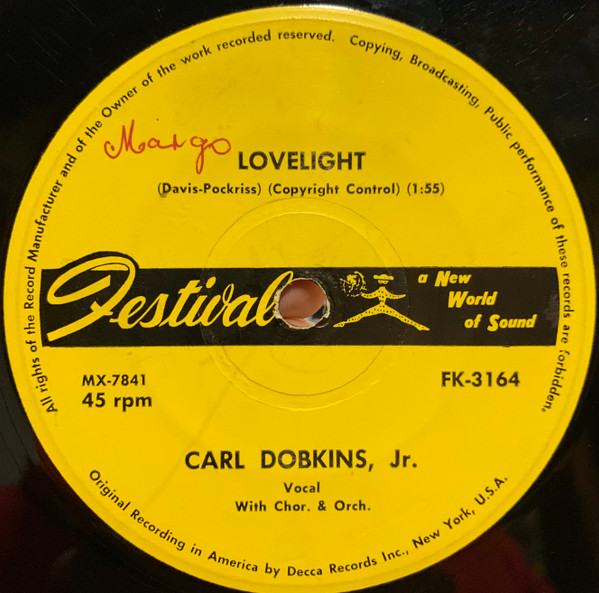 All rights of the Record Manufacturer and of the Owner of the work recorded reserved. Copying, Broadcasting, Public performance of these records are forbidden.
Margo
LOVELIGHT
(Davis-Pockriss) (Copyright Control) (1:55)
Festival
a New
World
of Sound
MX-7841
FK-3164
45 rpm
CARL DOBKINS, Jr.
Vocal
With Chor. & Orch.
Original Recording in America by Decca Records Inc., New York, U.S.A.